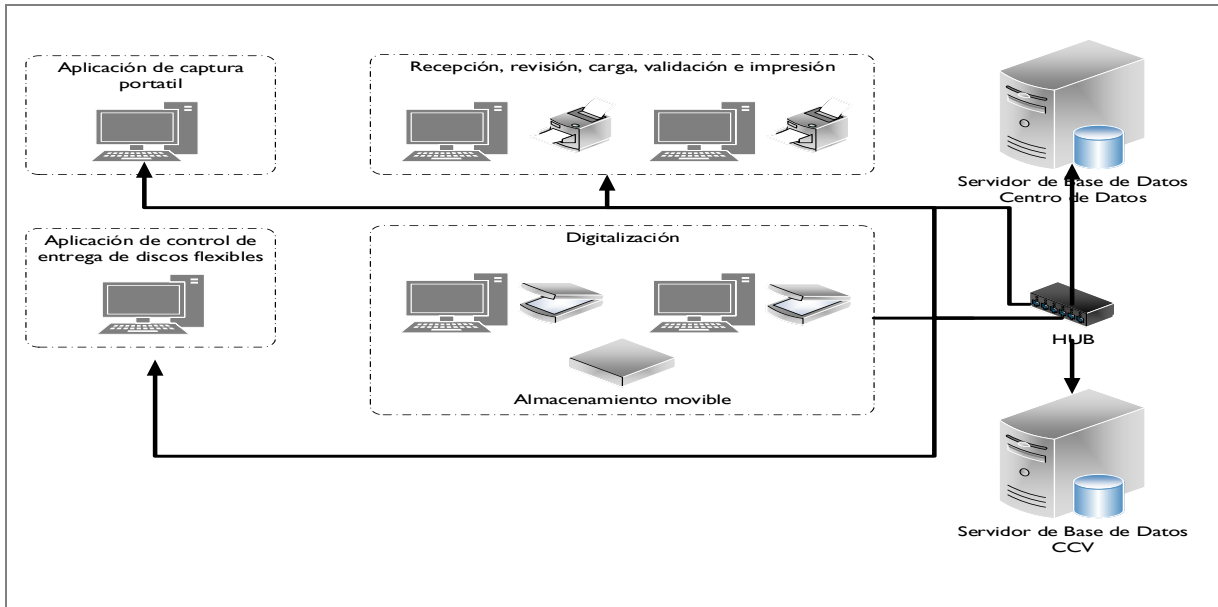 Aplicación de captura
portatil
Recepción, revisión, carga, validación e impresión
Servidor de Base de Datos
Centro de Datos
Aplicación de control de
entrega de discos flexibles
Digitalización
Almacenamiento movible
HUB
Servidor de Base de Datos
CCV